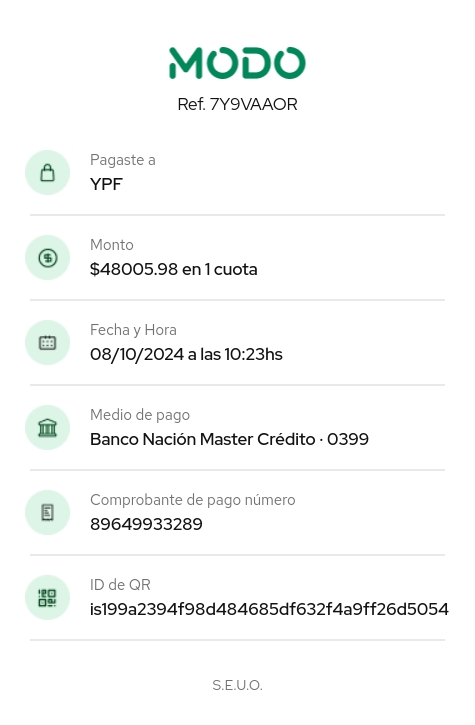 MODO
Ref. 7Y9VAAOR
Pagaste a
YPF
Monto
$48005.98 en 1 cuota
Fecha y Hora
08/10/2024 a las 10:23hs
Medio de pago
Banco Nación Master Crédito · 0399
Comprobante de pago número
89649933289
ID de QR
is199a2394f98d484685df632f4a9ff26d5054
S.E.U.O.